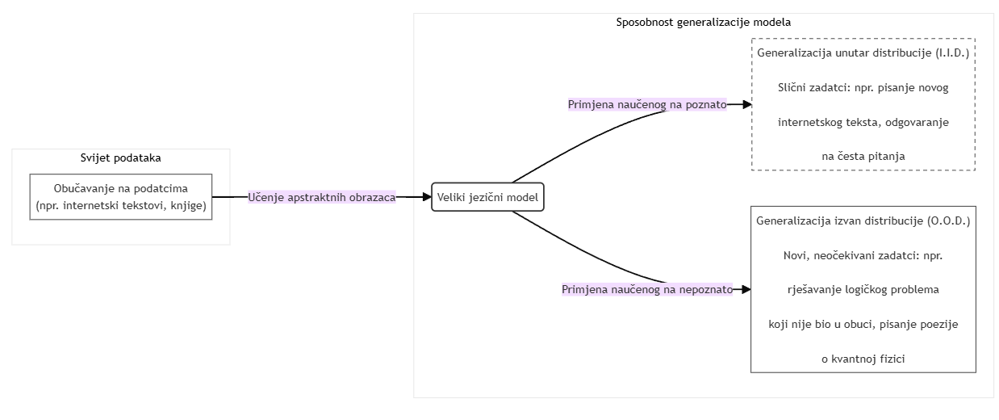 Sposobnost generalizacije modela
Generalizacija unutar distribucije (I.I.D.)
Slični zadatci: npr. pisanje novog
internetskog teksta, odgovaranje
na česta pitanja
Primjena naučenog na poznato
Svijet podataka
Obučavanje na podatcima
(npr. internetski tekstovi, knjige)
Učenje apstraktnih obrazaca
Veliki jezični model
Primjena naučenog na nepoznato
Generalizacija izvan distribucije (O.O.D.)
Novi, neočekivani zadatci: npr.
rješavanje logičkog problema
koji nije bio u obuci, pisanje poezije
o kvantnoj fizici